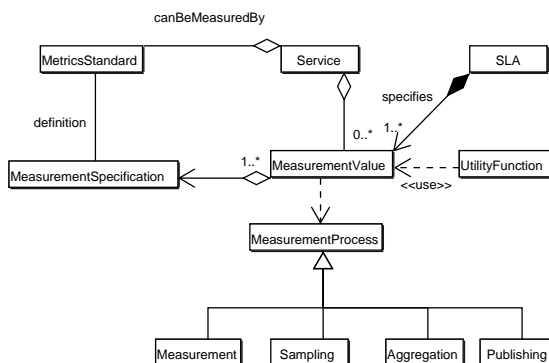 canBeMeasuredBy
MetricsStandard
Service
SLA
specifies
definition
0..*
1..*
1..*
MeasurementSpecification
MeasurementValue
UtilityFunction
<<use>>
MeasurementProcess
Measurement
Sampling
Aggregation
Publishing